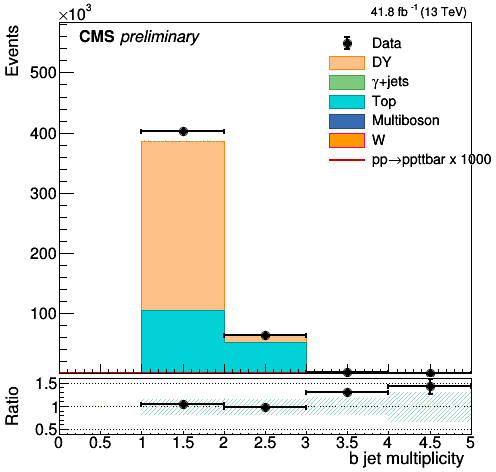 ×10³
41.8 fb⁻¹ (13 TeV)
Events
CMS preliminary
Data
DY
γ+jets
Top
Multiboson
W
pp→ppttbar x 1000
500
400
300
200
100
Ratio
1.5
1
0.5
0 0.5 1 1.5 2 2.5 3 3.5 4 4.5 5
b jet multiplicity